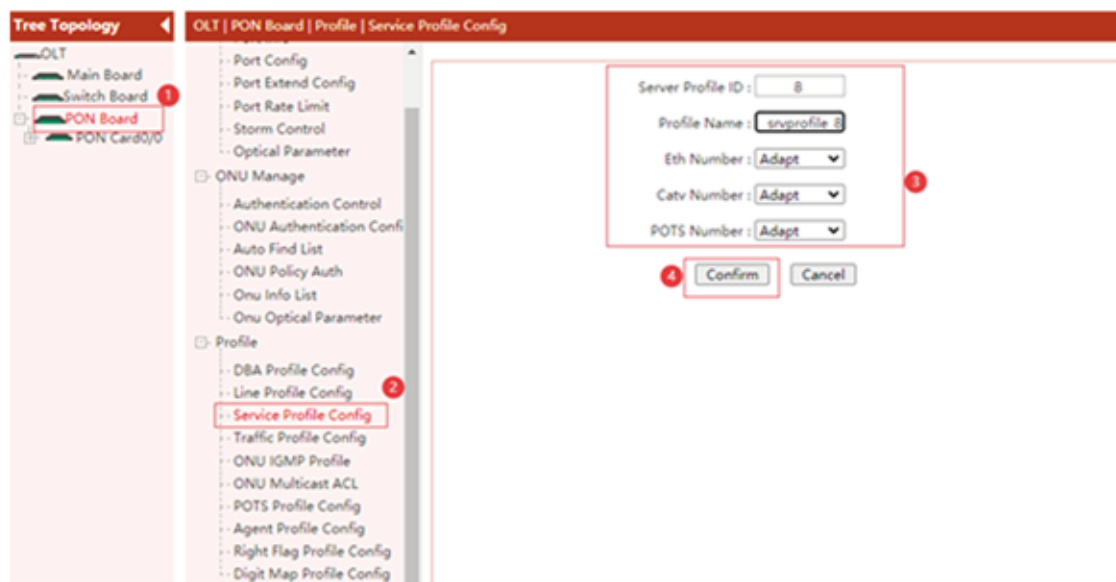 Tree Topology
OLT | PON Board | Profile | Service Profile Config
OLT
Main Board
Switch Board
1
PON Board
PON Card0/0
Port Config
Port Extend Config
Port Rate Limit
Storm Control
Optical Parameter
ONU Manage
Authentication Control
ONU Authentication Confi
Auto Find List
ONU Policy Auth
Onu Info List
Onu Optical Parameter
Profile
DBA Profile Config
Line Profile Config
2
Service Profile Config
Traffic Profile Config
ONU IGMP Profile
ONU Multicast ACL
POTS Profile Config
Agent Profile Config
Right Flag Profile Config
Digit Map Profile Config
Server Profile ID : 8
Profile Name : srvprofile_8
Eth Number : Adapt
Catv Number : Adapt
3
POTS Number : Adapt
4 Confirm Cancel